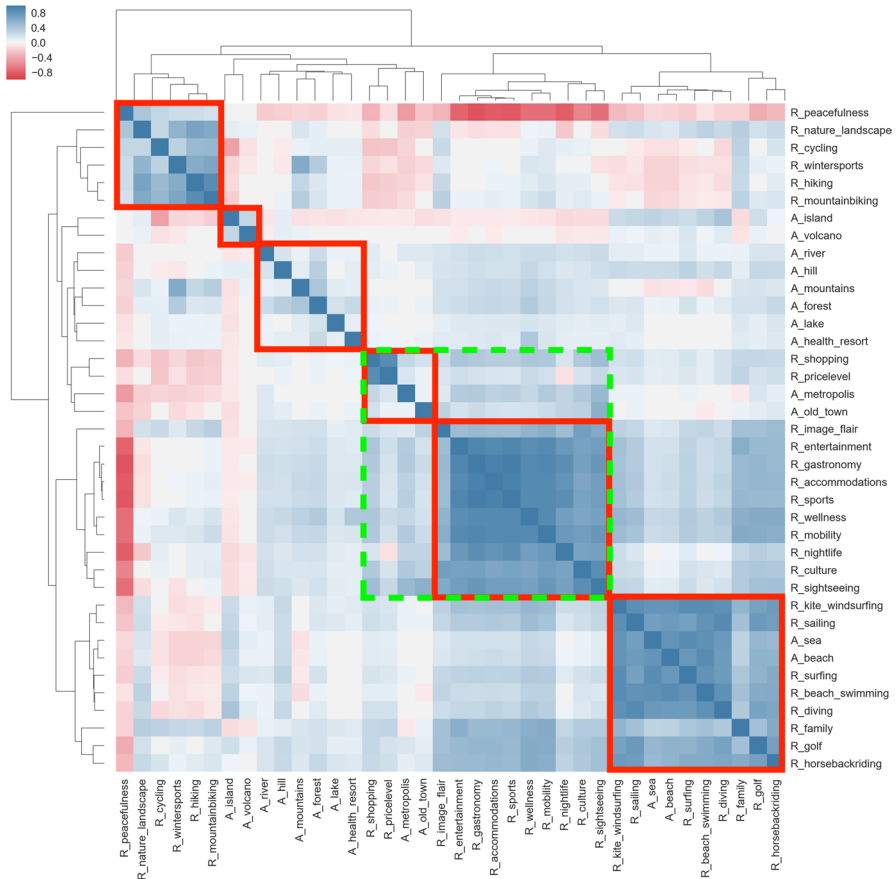 0.8
0.4
0.0
−0.4
−0.8
R_peacefulness
R_nature_landscape
R_cycling
R_wintersports
R_hiking
R_mountainbiking
A_island
A_volcano
A_river
A_hill
A_mountains
A_forest
A_lake
A_health_resort
R_shopping
R_pricelevel
A_metropolis
A_old_town
R_image_flair
R_entertainment
R_gastronomy
R_accommodations
R_sports
R_wellness
R_mobility
R_nightlife
R_culture
R_sightseeing
R_kite_windsurfing
R_sailing
A_sea
A_beach
R_surfing
R_beach_swimming
R_diving
R_family
R_golf
R_horsebackriding
R_peacefulness
R_nature_landscape
R_cycling
R_wintersports
R_hiking
R_mountainbiking
A_island
A_volcano
A_river
A_hill
A_mountains
A_forest
A_lake
A_health_resort
R_shopping
R_pricelevel
A_metropolis
A_old_town
R_image_flair
R_entertainment
R_gastronomy
R_accommodations
R_sports
R_wellness
R_mobility
R_nightlife
R_culture
R_sightseeing
R_kite_windsurfing
R_sailing
A_sea
A_beach
R_surfing
R_beach_swimming
R_diving
R_family
R_golf
R_horsebackriding